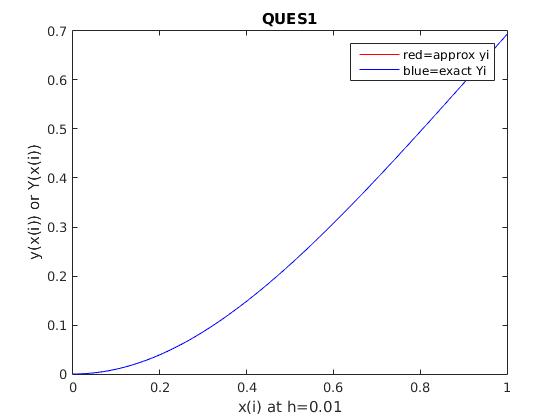 QUES1
red=approx yi
blue=exact Yi
y(x(i)) or Y(x(i))
0.7
0.6
0.5
0.4
0.3
0.2
0.1
0
0 0.2 0.4 0.6 0.8 1
x(i) at h=0.01